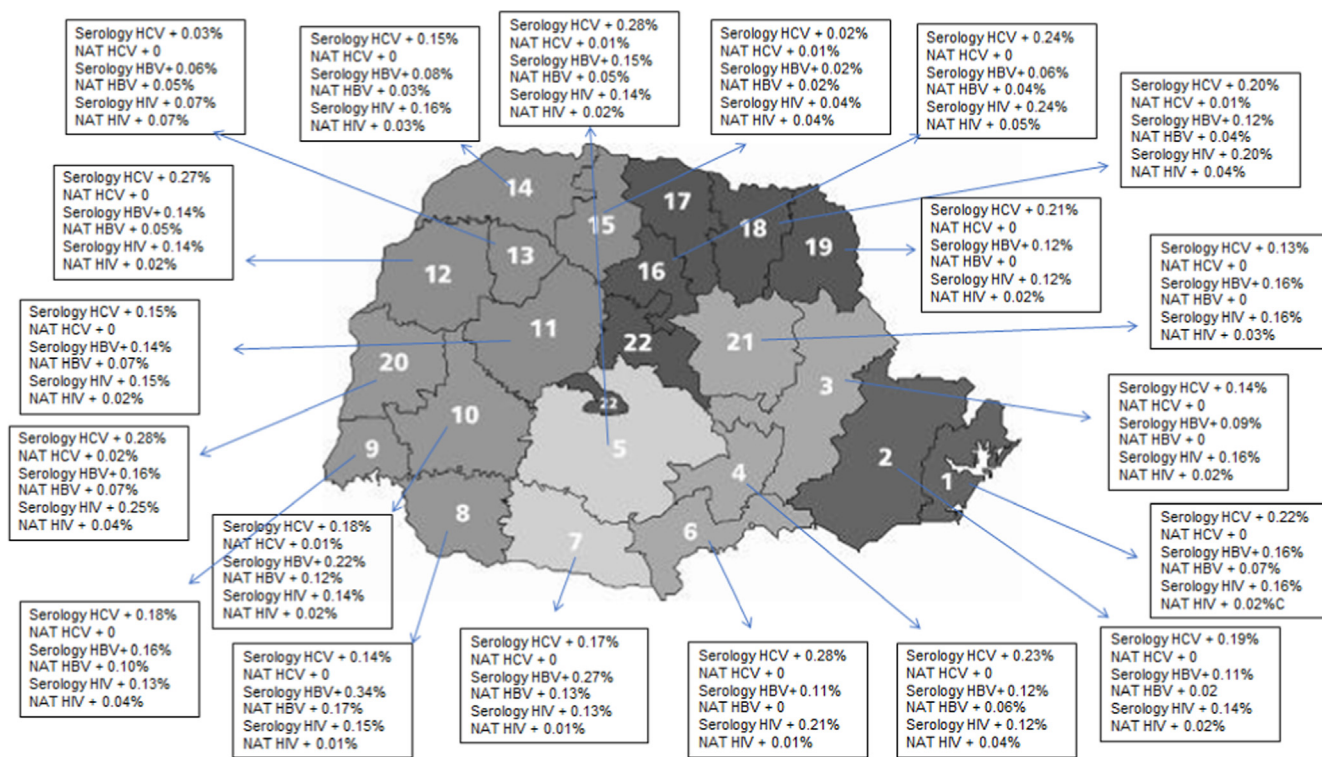 Serology HCV + 0.03%
NAT HCV + 0
Serology HBV+ 0.06%
NAT HBV + 0.05%
Serology HIV + 0.07%
NAT HIV + 0.07%
Serology HCV + 0.15%
NAT HCV + 0
Serology HBV+ 0.08%
NAT HBV + 0.03%
Serology HIV + 0.16%
NAT HIV + 0.03%
Serology HCV + 0.28%
NAT HCV + 0.01%
Serology HBV+ 0.15%
NAT HBV + 0.05%
Serology HIV + 0.14%
NAT HIV + 0.02%
Serology HCV + 0.02%
NAT HCV + 0.01%
Serology HBV+ 0.02%
NAT HBV + 0.02%
Serology HIV + 0.04%
NAT HIV + 0.04%
Serology HCV + 0.24%
NAT HCV + 0
Serology HBV+ 0.06%
NAT HBV + 0.04%
Serology HIV + 0.24%
NAT HIV + 0.05%
Serology HCV + 0.20%
NAT HCV + 0.01%
Serology HBV+ 0.12%
NAT HBV + 0.04%
Serology HIV + 0.20%
NAT HIV + 0.04%
Serology HCV + 0.27%
NAT HCV + 0
Serology HBV+ 0.14%
NAT HBV + 0.05%
Serology HIV + 0.14%
NAT HIV + 0.02%
Serology HCV + 0.21%
NAT HCV + 0
Serology HBV+ 0.12%
NAT HBV + 0
Serology HIV + 0.12%
NAT HIV + 0.02%
Serology HCV + 0.13%
NAT HCV + 0
Serology HBV+ 0.16%
NAT HBV + 0
Serology HIV + 0.16%
NAT HIV + 0.03%
Serology HCV + 0.15%
NAT HCV + 0
Serology HBV+ 0.14%
NAT HBV + 0.07%
Serology HIV + 0.15%
NAT HIV + 0.02%
Serology HCV + 0.14%
NAT HCV + 0
Serology HBV+ 0.09%
NAT HBV + 0
Serology HIV + 0.16%
NAT HIV + 0.02%
Serology HCV + 0.28%
NAT HCV + 0.02%
Serology HBV+ 0.16%
NAT HBV + 0.07%
Serology HIV + 0.25%
NAT HIV + 0.04%
Serology HCV + 0.22%
NAT HCV + 0
Serology HBV+ 0.16%
NAT HBV + 0.07%
Serology HIV + 0.16%
NAT HIV + 0.02%C
Serology HCV + 0.18%
NAT HCV + 0.01%
Serology HBV+ 0.22%
NAT HBV + 0.12%
Serology HIV + 0.14%
NAT HIV + 0.02%
Serology HCV + 0.18%
NAT HCV + 0
Serology HBV+ 0.16%
NAT HBV + 0.10%
Serology HIV + 0.13%
NAT HIV + 0.04%
Serology HCV + 0.14%
NAT HCV + 0
Serology HBV+ 0.34%
NAT HBV + 0.17%
Serology HIV + 0.15%
NAT HIV + 0.01%
Serology HCV + 0.17%
NAT HCV + 0
Serology HBV+ 0.27%
NAT HBV + 0.13%
Serology HIV + 0.13%
NAT HIV + 0.01%
Serology HCV + 0.28%
NAT HCV + 0
Serology HBV+ 0.11%
NAT HBV + 0
Serology HIV + 0.21%
NAT HIV + 0.01%
Serology HCV + 0.23%
NAT HCV + 0
Serology HBV+ 0.12%
NAT HBV + 0.06%
Serology HIV + 0.12%
NAT HIV + 0.04%
Serology HCV + 0.19%
NAT HCV + 0
Serology HBV+ 0.11%
NAT HBV + 0.02
Serology HIV + 0.14%
NAT HIV + 0.02%
14
17
15
18
19
13
16
12
11
22
21
20
3
22
10
5
9
2
4
1
8
6
7